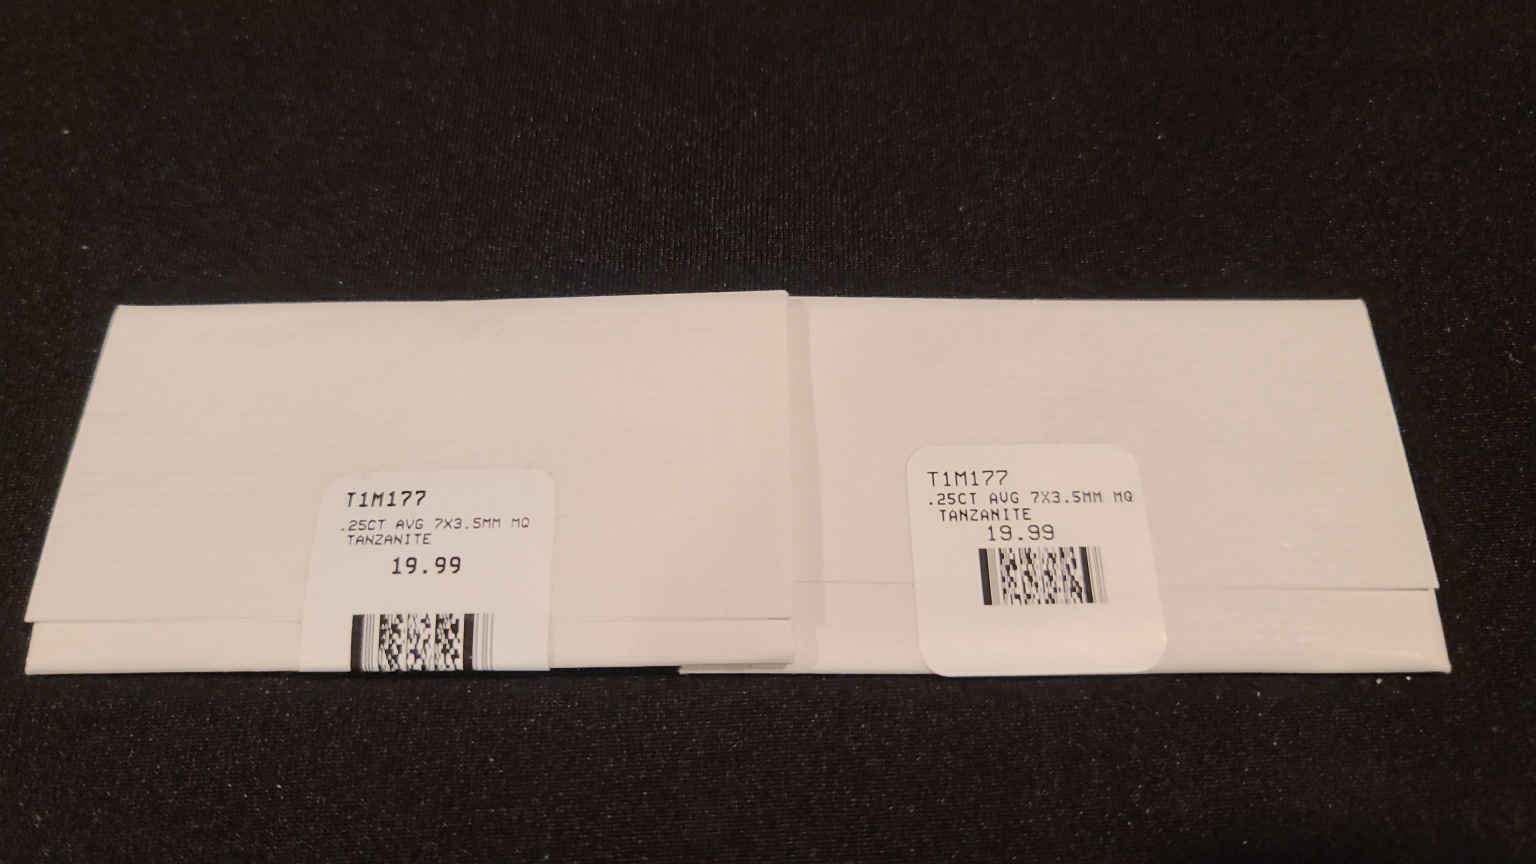 T1M177
.25CT AVG 7X3.5MM MQ
TANZANITE
19.99
T1M177
.25CT AVG 7X3.5MM MQ
TANZANITE
19.99